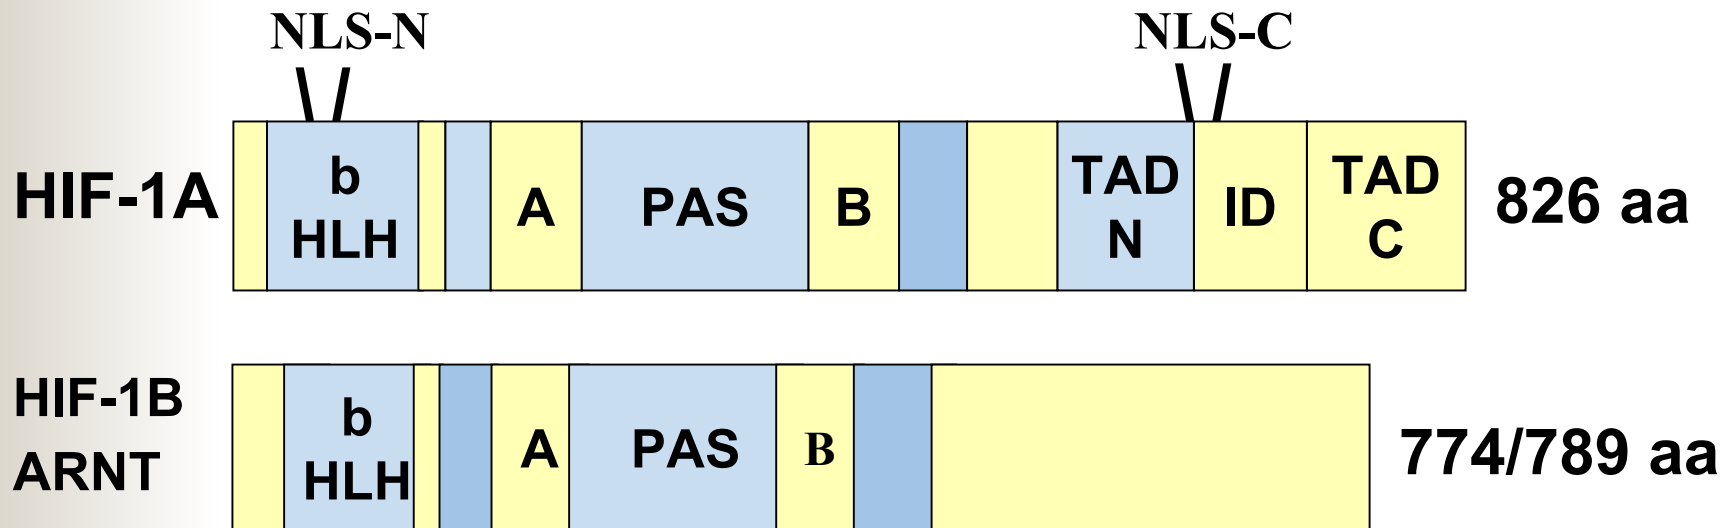 NLS-N NLS-C
HIF-1A b HLH A PAS B TAD N ID TAD C 826 aa
HIF-1B ARNT b HLH A PAS B 774/789 aa